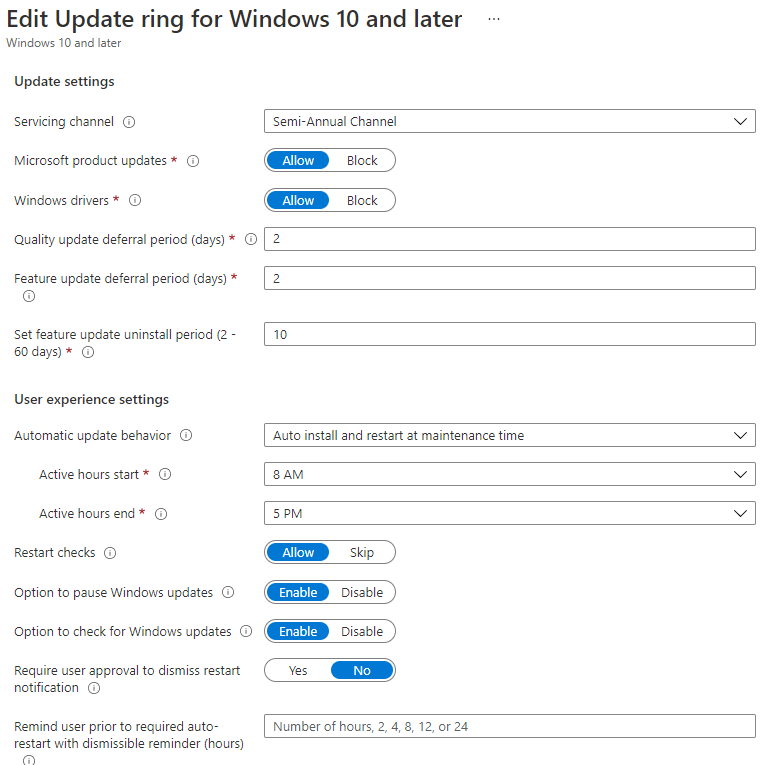 Edit Update ring for Windows 10 and later ...
Windows 10 and later
Update settings
Servicing channel Semi-Annual Channel
Microsoft product updates * Allow Block
Windows drivers * Allow Block
Quality update deferral period (days) * 2
Feature update deferral period (days) * 2
Set feature update uninstall period (2 - 10
60 days) *
User experience settings
Automatic update behavior Auto install and restart at maintenance time
Active hours start * 8 AM
Active hours end * 5 PM
Restart checks Allow Skip
Option to pause Windows updates Enable Disable
Option to check for Windows updates Enable Disable
Require user approval to dismiss restart Yes No
notification
Remind user prior to required auto- Number of hours, 2, 4, 8, 12, or 24
restart with dismissible reminder (hours)